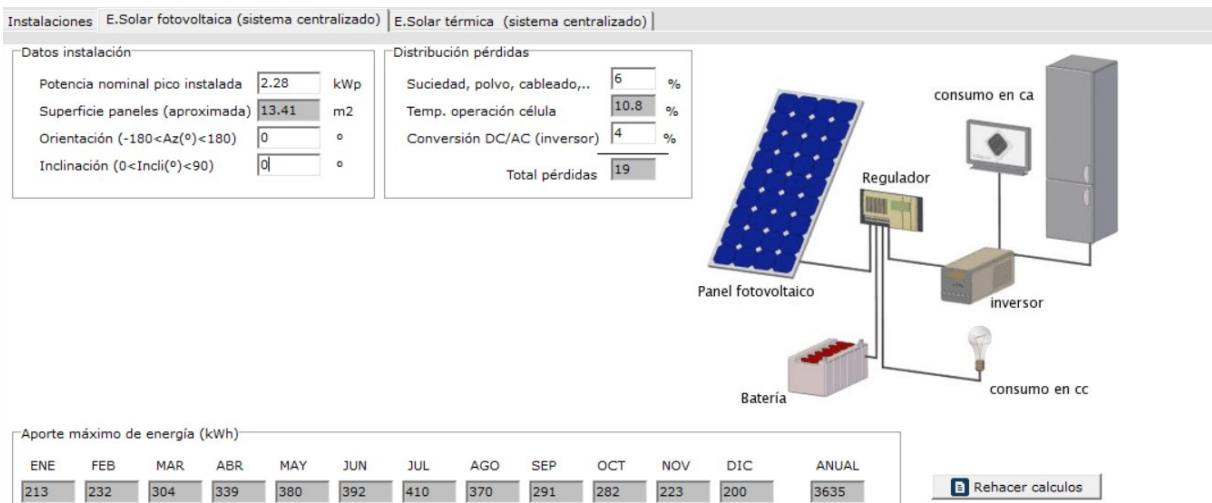 Instalaciones E.Solar fotovoltaica (sistema centralizado) E.Solar térmica (sistema centralizado)
Datos instalación
Potencia nominal pico instalada 2.28 kWp
Superficie paneles (aproximada) 13.41 m2
Orientación (-180<Az(º)<180) 0 º
Inclinación (0<Incli(º)<90) 0 º
Distribución pérdidas
Suciedad, polvo, cableado,.. 6 %
Temp. operación célula 10.8 %
Conversión DC/AC (inversor) 4 %
Total pérdidas 19
consumo en ca
Regulador
Panel fotovoltaico
inversor
Batería
consumo en cc
Aporte máximo de energía (kWh)
ENE FEB MAR ABR MAY JUN JUL AGO SEP OCT NOV DIC ANUAL
213 232 304 339 380 392 410 370 291 282 223 200 3635
Rehacer calculos